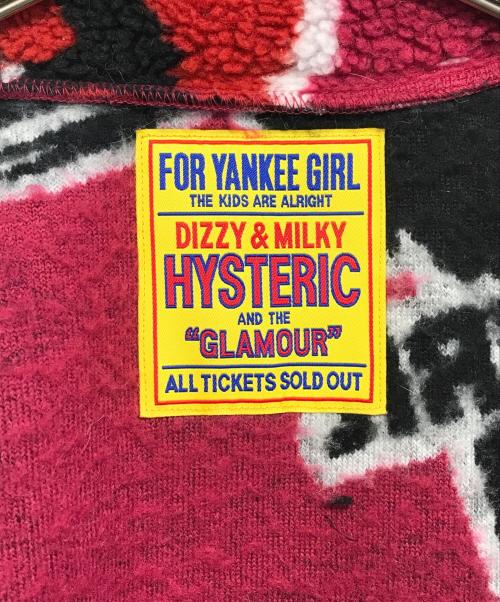 FOR YANKEE GIRL
THE KIDS ARE ALRIGHT
DIZZY & MILKY
HYSTERIC
AND THE
"GLAMOUR"
ALL TICKETS SOLD OUT